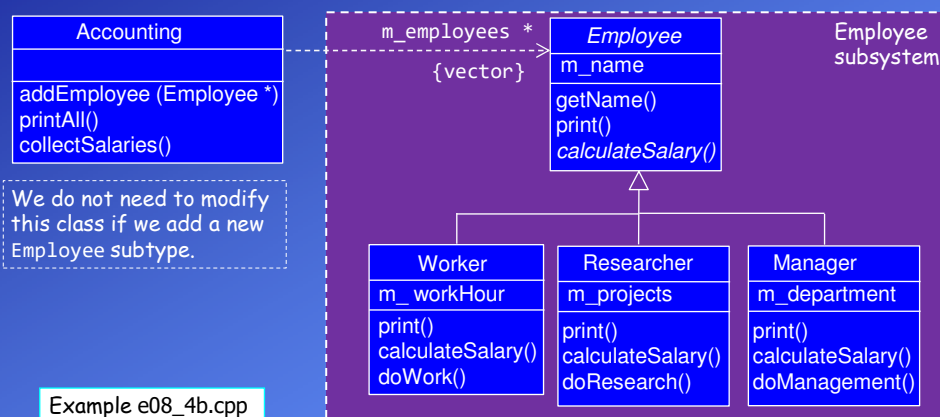 Accounting
addEmployee (Employee *)
printAll()
collectSalaries()
We do not need to modify
this class if we add a new
Employee subtype.
m_employees *
{vector}
Employee
subsystem
Employee
m_name
getName()
print()
calculateSalary()
Worker
m_ workHour
print()
calculateSalary()
doWork()
Researcher
m_projects
print()
calculateSalary()
doResearch()
Manager
m_department
print()
calculateSalary()
doManagement()
Example e08_4b.cpp